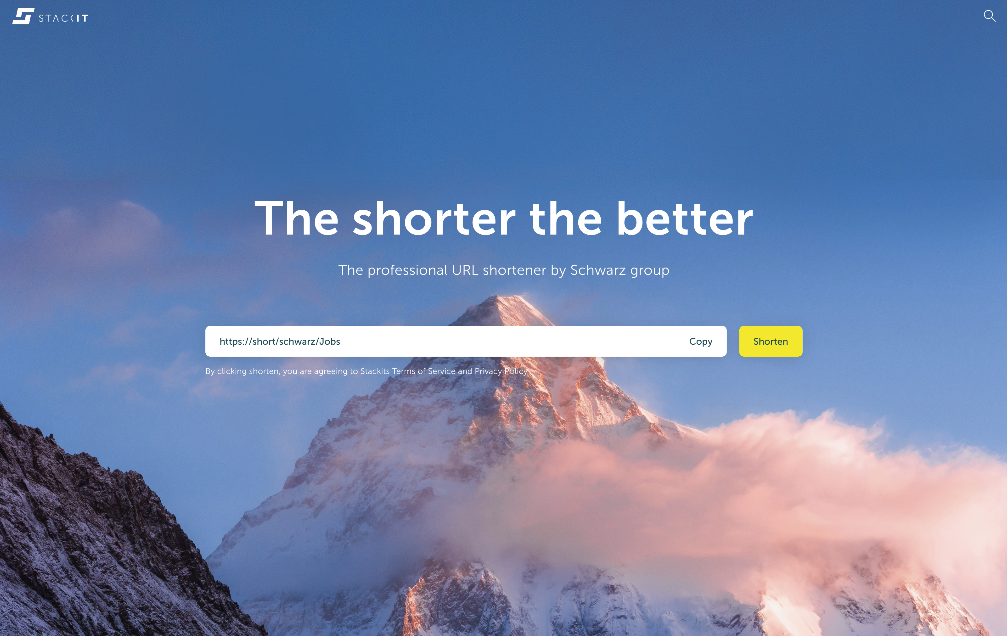 STACKIT
The shorter the better
The professional URL shortener by Schwarz group
https://short/schwarz/Jobs Copy Shorten
By clicking shorten, you are agreeing to Stackits Terms of Service and Privacy Policy